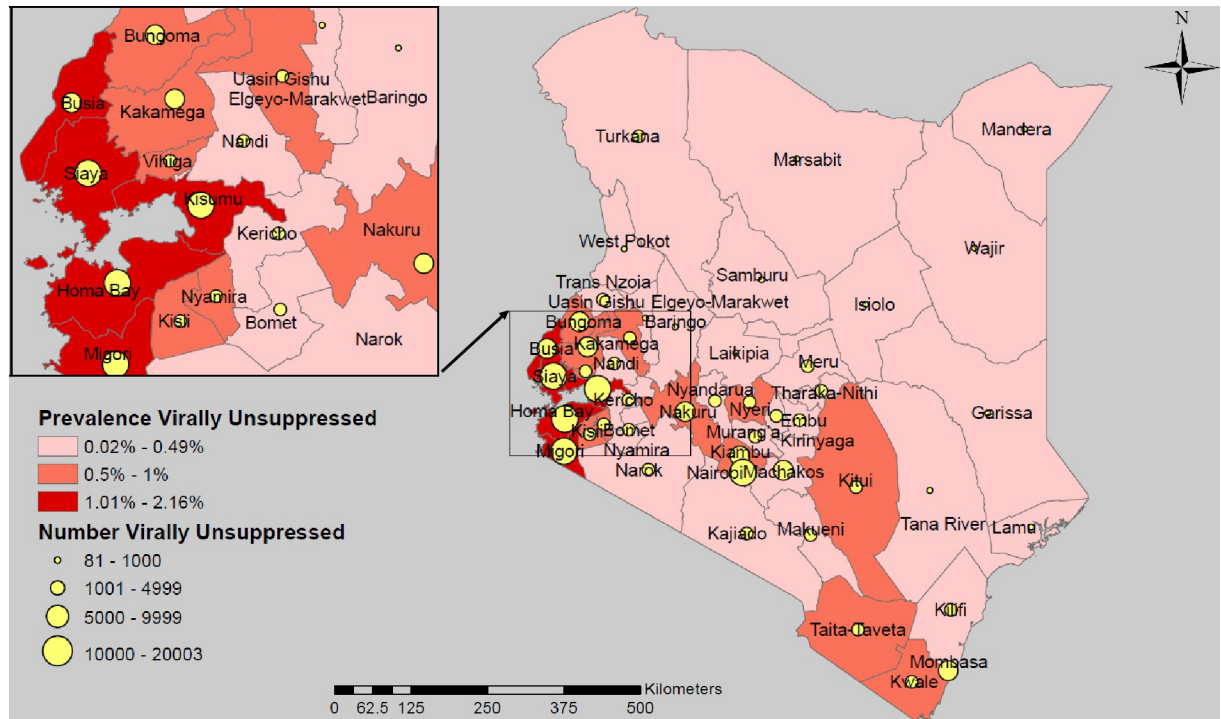 Bungoma
Uasin Gishu
Elgeyo-Marakwet
Baringo
Busia
Kakamega
Nandi
Vihiga
Siaya
Kisumu
Kericho
Nakuru
Homa Bay
Nyamira
Kisii
Bomet
Narok
Migori
N
Mandera
Turkana
Marsabit
Wajir
West Pokot
Samburu
Trans Nzoia
Isiolo
Uasin Gishu
Elgeyo-Marakwet
Bungoma
Baringo
Busia
Kakamega
Laikipia
Meru
Nandi
Siaya
Nyandarua
Tharaka-Nithi
Kericho
Homa Bay
Nakuru
Nyeri
Garissa
Kisii
Bomet
Murang'a
Embu
Kirinyaga
Migori
Nyamira
Kiambu
Narok
Nairobi
Machakos
Kitui
Tana River
Lamu
Kajiado
Makueni
Kilifi
Taita-Taveta
Mombasa
Kwale
Prevalence Virally Unsuppressed
0.02% - 0.49%
0.5% - 1%
1.01% - 2.16%
Number Virally Unsuppressed
81 - 1000
1001 - 4999
5000 - 9999
10000 - 20003
Kilometers
0 62.5 125 250 375 500